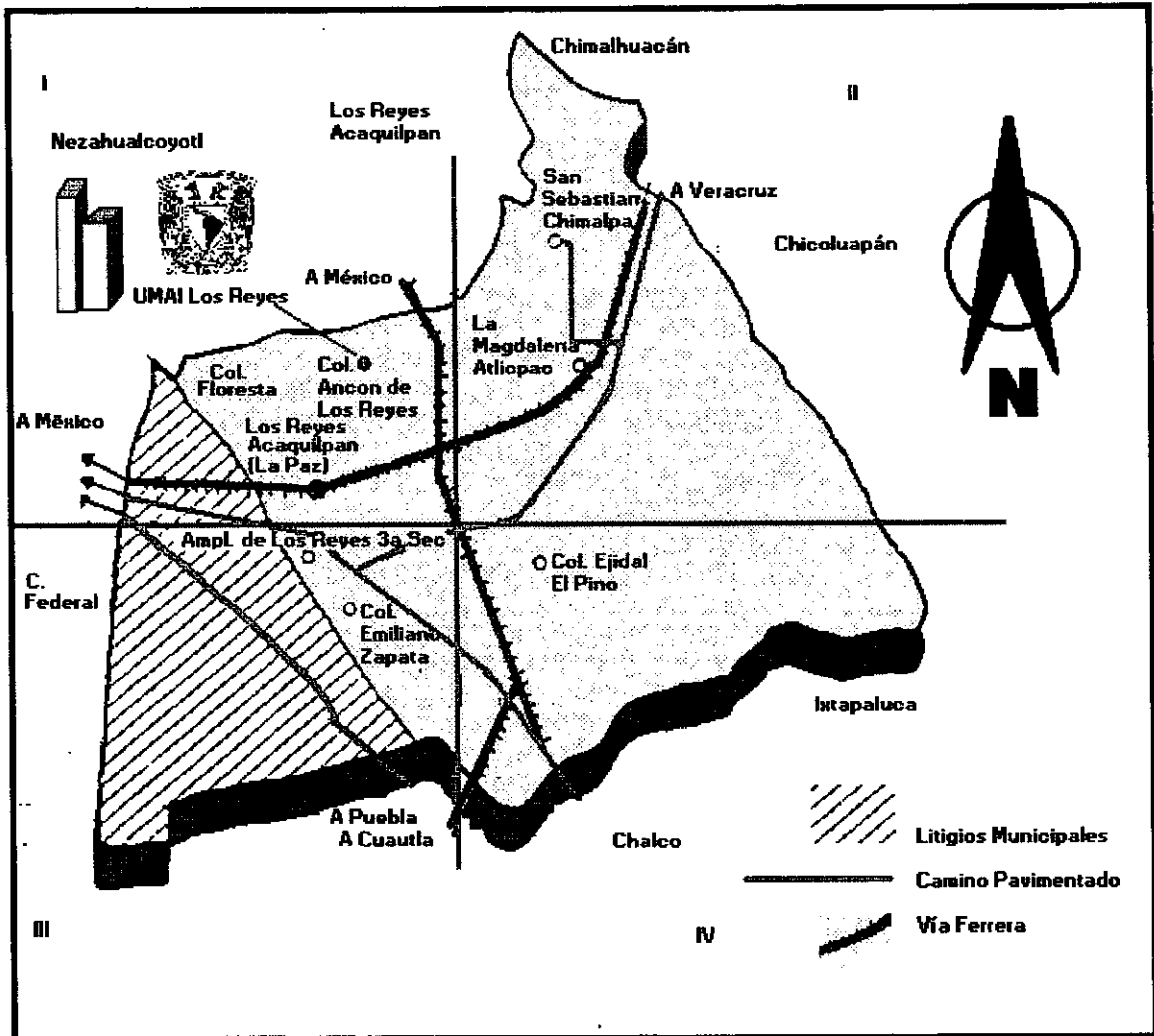 Chimalhuacán
I
II
Los Reyes
Acaquilpan
Nezahualcoyotl
San
Sebastian
Chimalpa
A Veracruz
Chicoluapán
A México
UMAI Los Reyes
La
Magdalena
Atlicpac
Col.
Floresta
Col.
Ancon de
Los Reyes
A México
Los Reyes
Acaquilpan
(La Paz)
N
Ampl. de Los Reyes 3a Sec
C.
Federal
Col. Ejidal
El Pino
Col.
Emiliano
Zapata
Ixtapaluca
A Puebla
A Cuautla
Chalco
Litigios Municipales
Camino Pavimentado
Vía Ferrera
III
IV